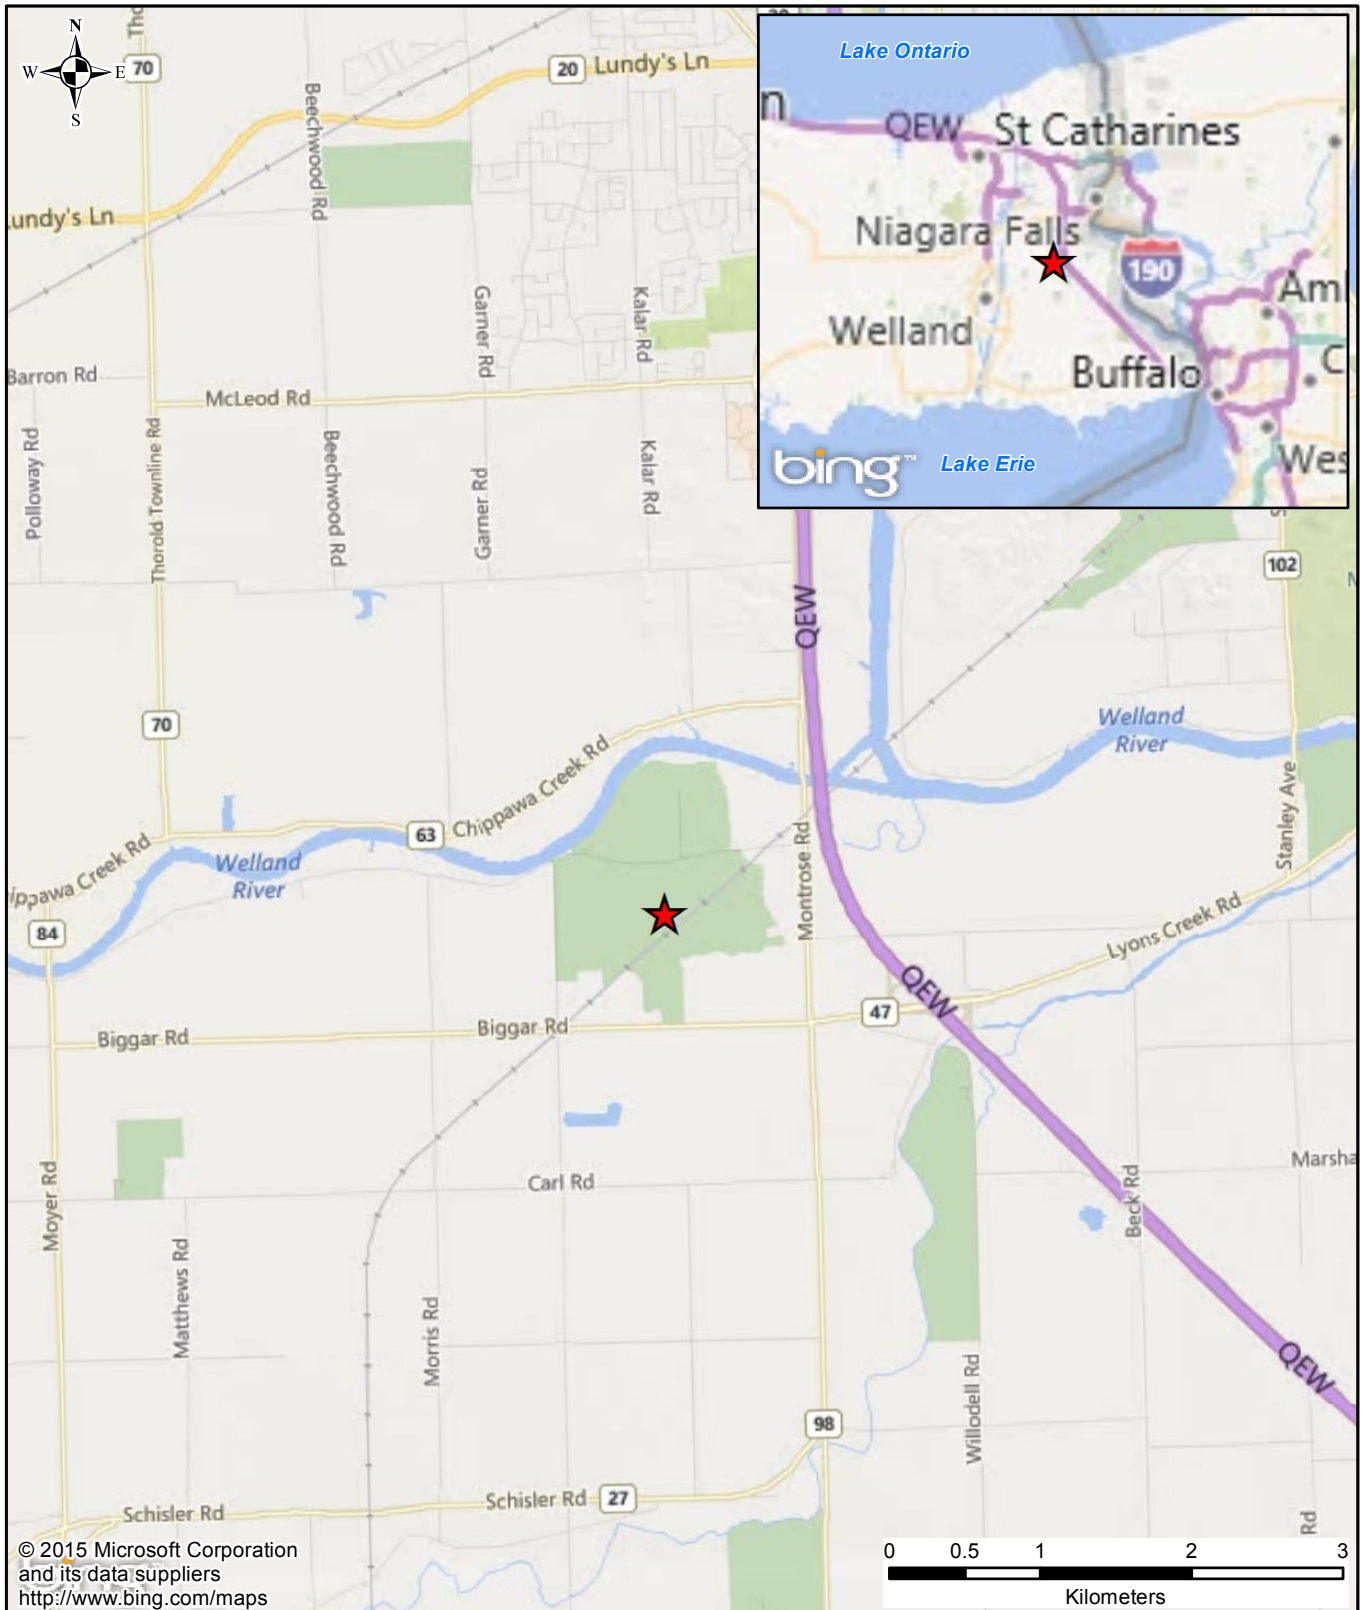 N
W
E
S
70
20
Lundy's Ln
Beechwood Rd
Lundy's Ln
Garner Rd
Kalar Rd
Barron Rd
McLeod Rd
Polloway Rd
Thorold Townline Rd
Beechwood Rd
Garner Rd
Kalar Rd
Lake Ontario
QEW
St Catharines
Niagara Falls
190
Welland
Buffalo
bing™
Lake Erie
102
QEW
70
Welland
River
Chippawa Creek Rd
63
Welland
River
84
Montrose Rd
Stanley Ave
Lyons Creek Rd
QEW
47
Biggar Rd
Biggar Rd
Moyer Rd
Carl Rd
Marsha
Beck Rd
Matthews Rd
Morris Rd
QEW
Willodell Rd
98
Schisler Rd
27
Schisler Rd
Rd
© 2015 Microsoft Corporation
and its data suppliers
http://www.bing.com/maps
0 0.5 1 2 3
Kilometers